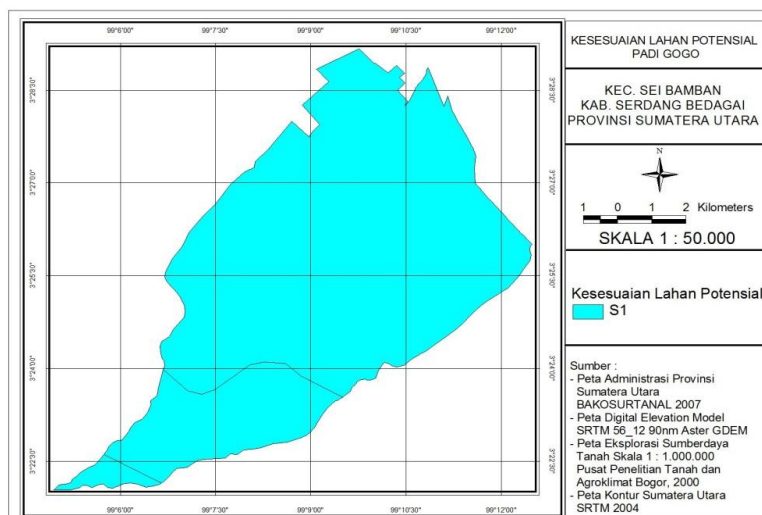 99°6'00"
99°7'30"
99°9'00"
99°10'30"
99°12'00"
3°28'30"
3°28'30"
3°27'00"
3°27'00"
3°25'30"
3°25'30"
3°24'00"
3°24'00"
3°22'30"
3°22'30"
99°6'00"
99°7'30"
99°9'00"
99°10'30"
99°12'00"
KESESUAIAN LAHAN POTENSIAL
PADI GOGO
KEC. SEI BAMBAN
KAB. SERDANG BEDAGAI
PROVINSI SUMATERA UTARA
N
1 0 1 2 Kilometers
SKALA 1 : 50.000
Kesesuaian Lahan Potensial
S1
Sumber :
- Peta Administrasi Provinsi
Sumatera Utara
BAKOSURTANAL 2007
- Peta Digital Elevation Model
SRTM 56_12 90nm Aster GDEM
- Peta Eksplorasi Sumberdaya
Tanah Skala 1 : 1.000.000
Pusat Penelitian Tanah dan
Agroklimat Bogor, 2000
- Peta Kontur Sumatera Utara
SRTM 2004